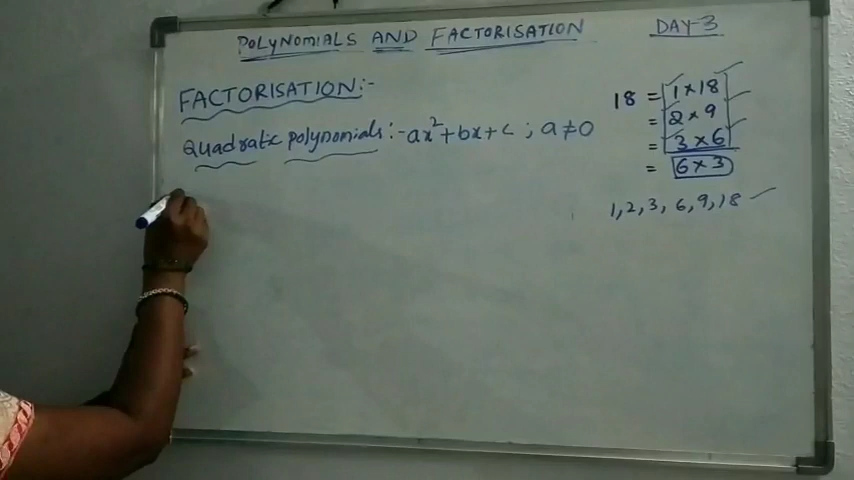 POLYNOMIALS AND FACTORISATION
DAY-3
FACTORISATION:-
Quadratic polynomials:- ax²+bx+c ; a≠0
18 = 1×18
= 2×9
= 3×6
= 6×3
1,2,3, 6,9,18